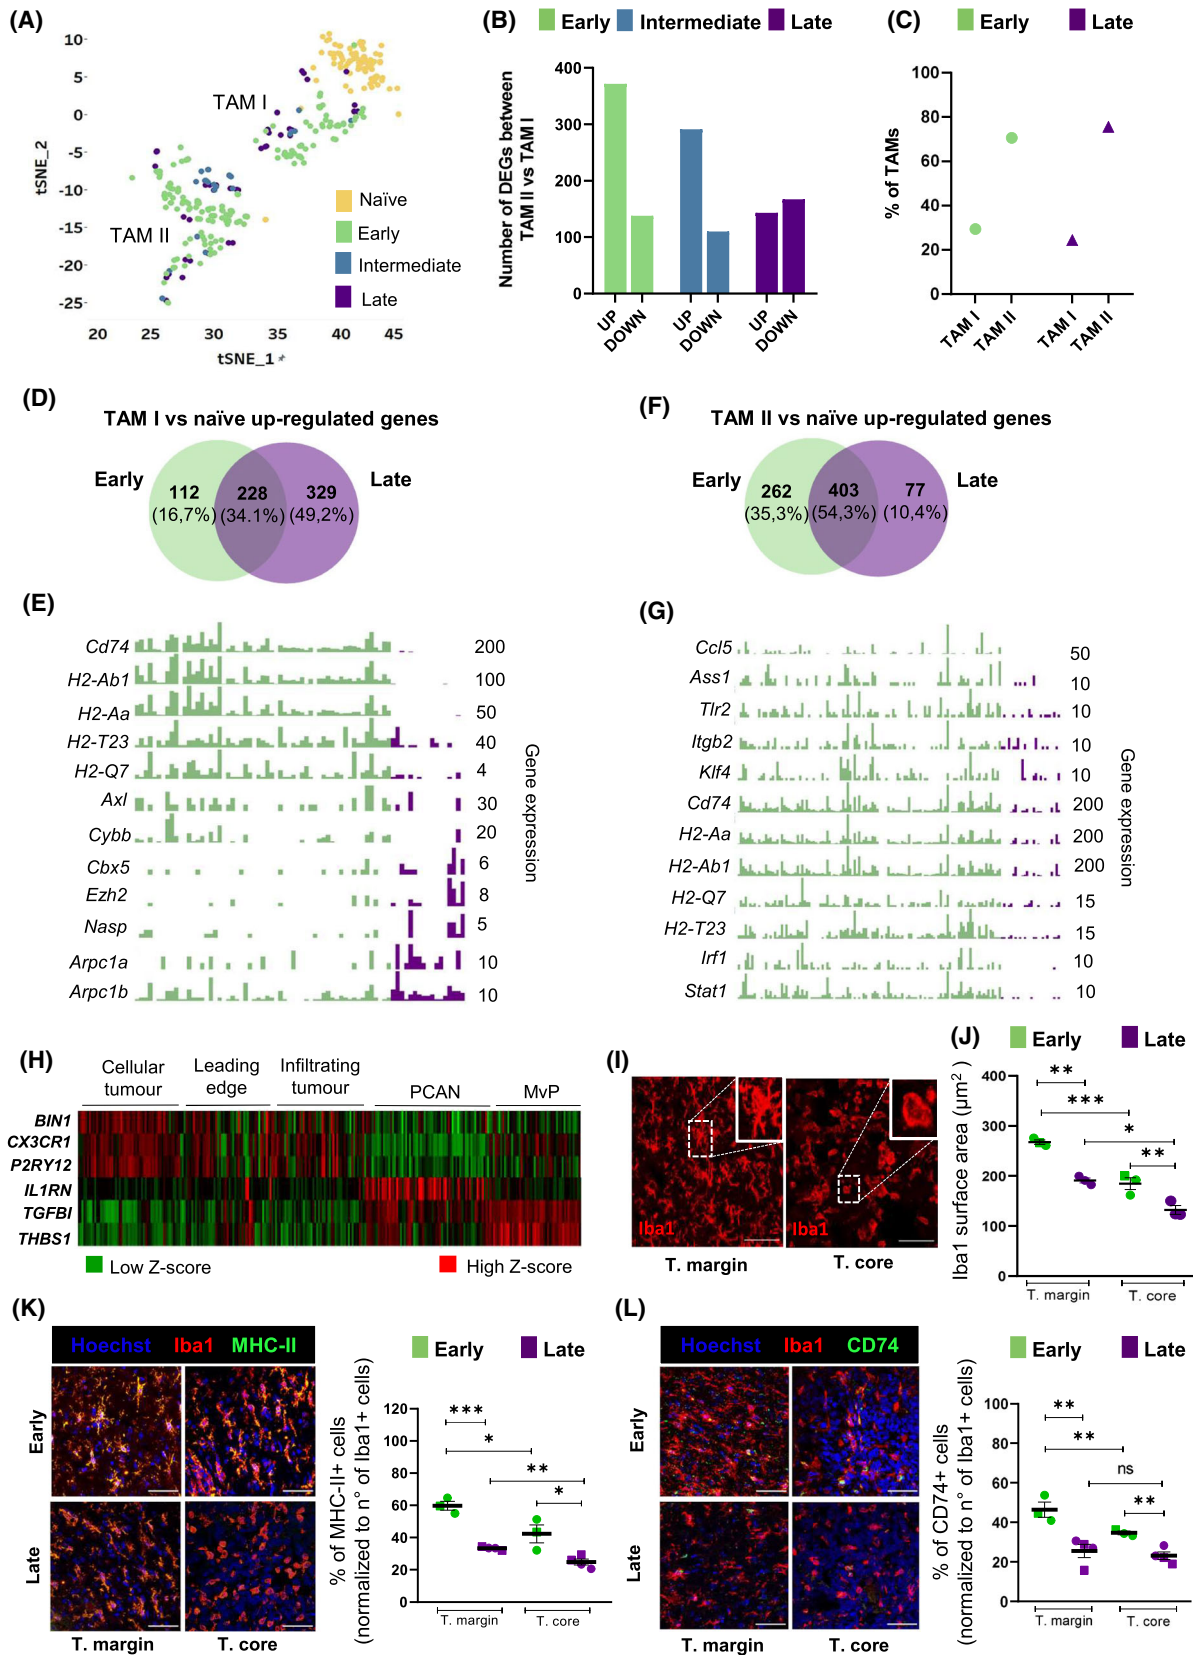 (A)
10
5
0
-5
-10
-15
-20
-25
tSNE_2
20 25 30 35 40 45
tSNE_1
TAM I
TAM II
Naïve
Early
Intermediate
Late
(B)
Early Intermediate Late
Number of DEGs between
TAM II vs TAM I
400
300
200
100
0
UP DOWN UP DOWN UP DOWN
(C)
Early Late
% of TAMs
100
80
60
40
20
0
TAM I TAM II TAM I TAM II
(D)
TAM I vs naïve up-regulated genes
Early Late
112 228 329
(16,7%) (34.1%) (49,2%)
(F)
TAM II vs naïve up-regulated genes
Early Late
262 403 77
(35,3%) (54,3%) (10,4%)
(E)
Cd74 200
H2-Ab1 100
H2-Aa 50
H2-T23 40
H2-Q7 4
Axl 30
Cybb 20
Cbx5 6
Ezh2 8
Nasp 5
Arpc1a 10
Arpc1b 10
Gene expression
(G)
Ccl5 50
Ass1 10
Tlr2 10
Itgb2 10
Klf4 10
Cd74 200
H2-Aa 200
H2-Ab1 200
H2-Q7 15
H2-T23 15
Irf1 10
Stat1 10
Gene expression
(H)
Cellular
tumour
Leading
edge
Infiltrating
tumour
PCAN
MvP
BIN1
CX3CR1
P2RY12
IL1RN
TGFBI
THBS1
Low Z-score High Z-score
(I)
Iba1 Iba1
T. margin T. core
(J)
Early Late
Iba1 surface area (µm2)
400
300
200
100
0
**
***
*
**
T. margin T. core
(K)
Hoechst Iba1 MHC-II
Early
Late
T. margin T. core
Early Late
% of MHC-II+ cells
(normalized to n° of Iba1+ cells)
120
100
80
60
40
20
0
***
*
**
*
T. margin T. core
(L)
Hoechst Iba1 CD74
Early
Late
T. margin T. core
Early Late
% of CD74+ cells
(normalized to n° of Iba1+ cells)
100
80
60
40
20
0
**
**
ns
**
T. margin T. core